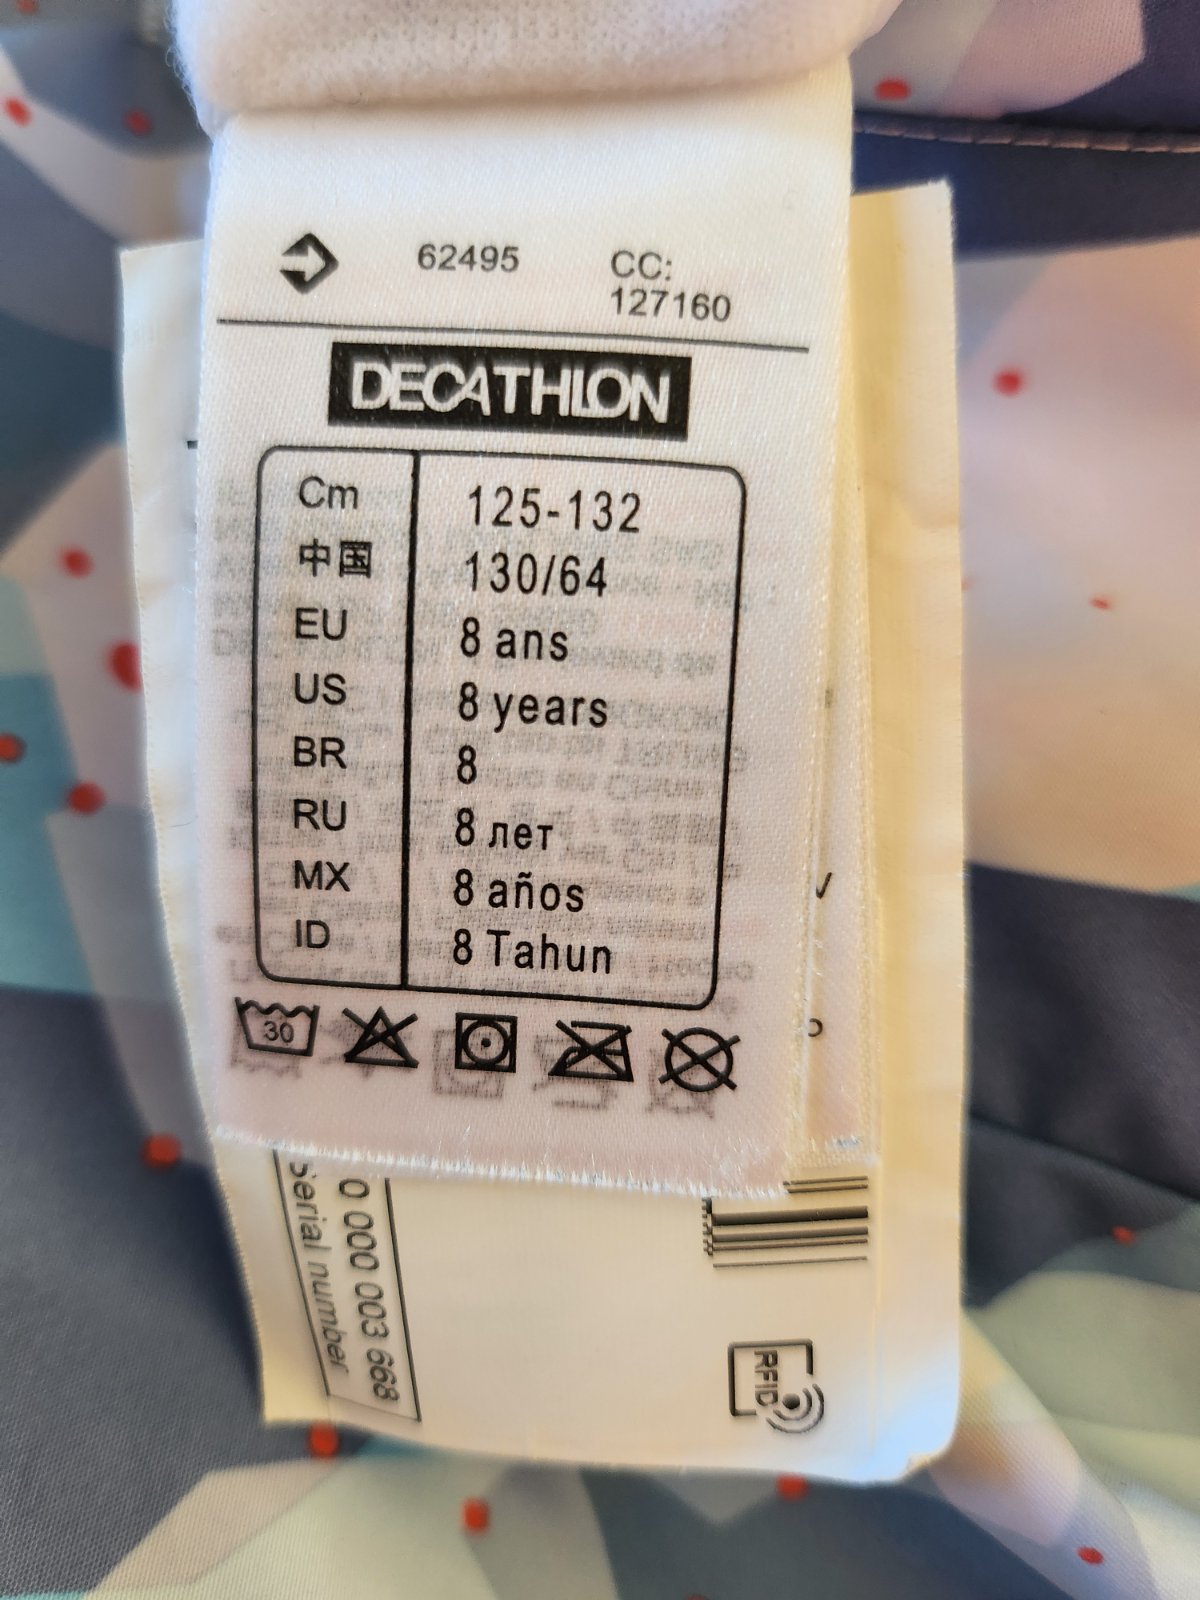 62495 CC:
127160
DECATHLON
Cm 125-132
中国 130/64
EU 8 ans
US 8 years
BR 8
RU 8 лет
MX 8 años
ID 8 Tahun
30
Serial number
0 000 003 668
RFID